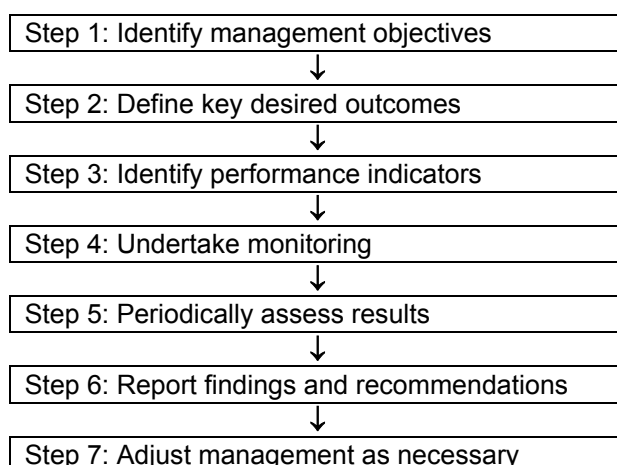 Step 1: Identify management objectives
Step 2: Define key desired outcomes
Step 3: Identify performance indicators
Step 4: Undertake monitoring
Step 5: Periodically assess results
Step 6: Report findings and recommendations
Step 7: Adjust management as necessary